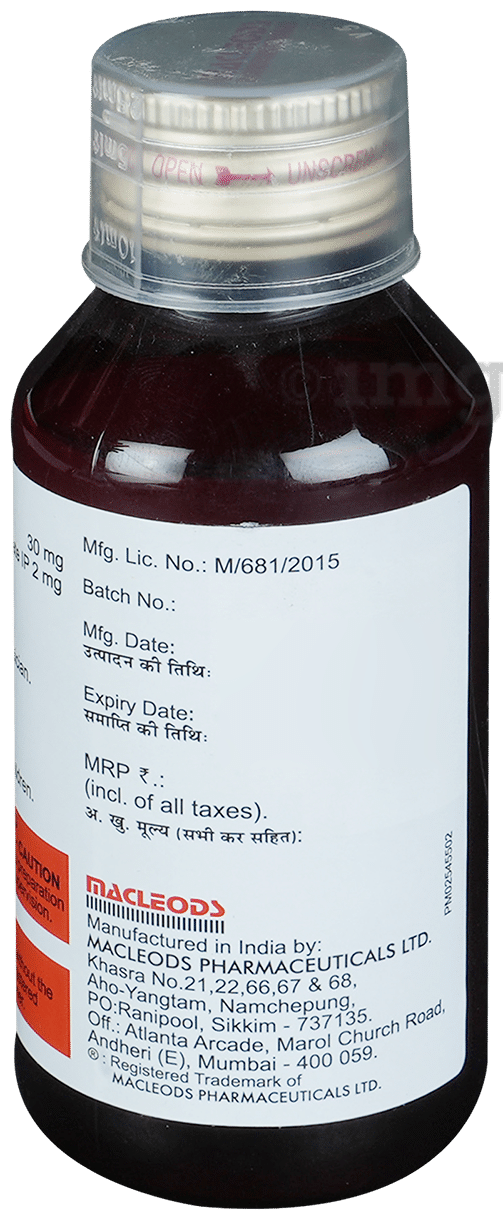 5ml
10ml
OPEN UNSCREW
30 mg
IP 2 mg
CAUTION
Mfg. Lic. No.: M/681/2015
Batch No.:
Mfg. Date:
उत्पादन की तिथिः
Expiry Date:
समाप्ति की तिथिः
MRP ₹.:
(incl. of all taxes).
अ. खु. मूल्य (सभी कर सहित):
PM02545502
MACLEODS
Manufactured in India by:
MACLEODS PHARMACEUTICALS LTD.
Khasra No.21,22,66,67 & 68,
Aho-Yangtam, Namchepung,
PO:Ranipool, Sikkim - 737135.
Off.: Atlanta Arcade, Marol Church Road,
Andheri (E), Mumbai - 400 059.
® : Registered Trademark of
MACLEODS PHARMACEUTICALS LTD.